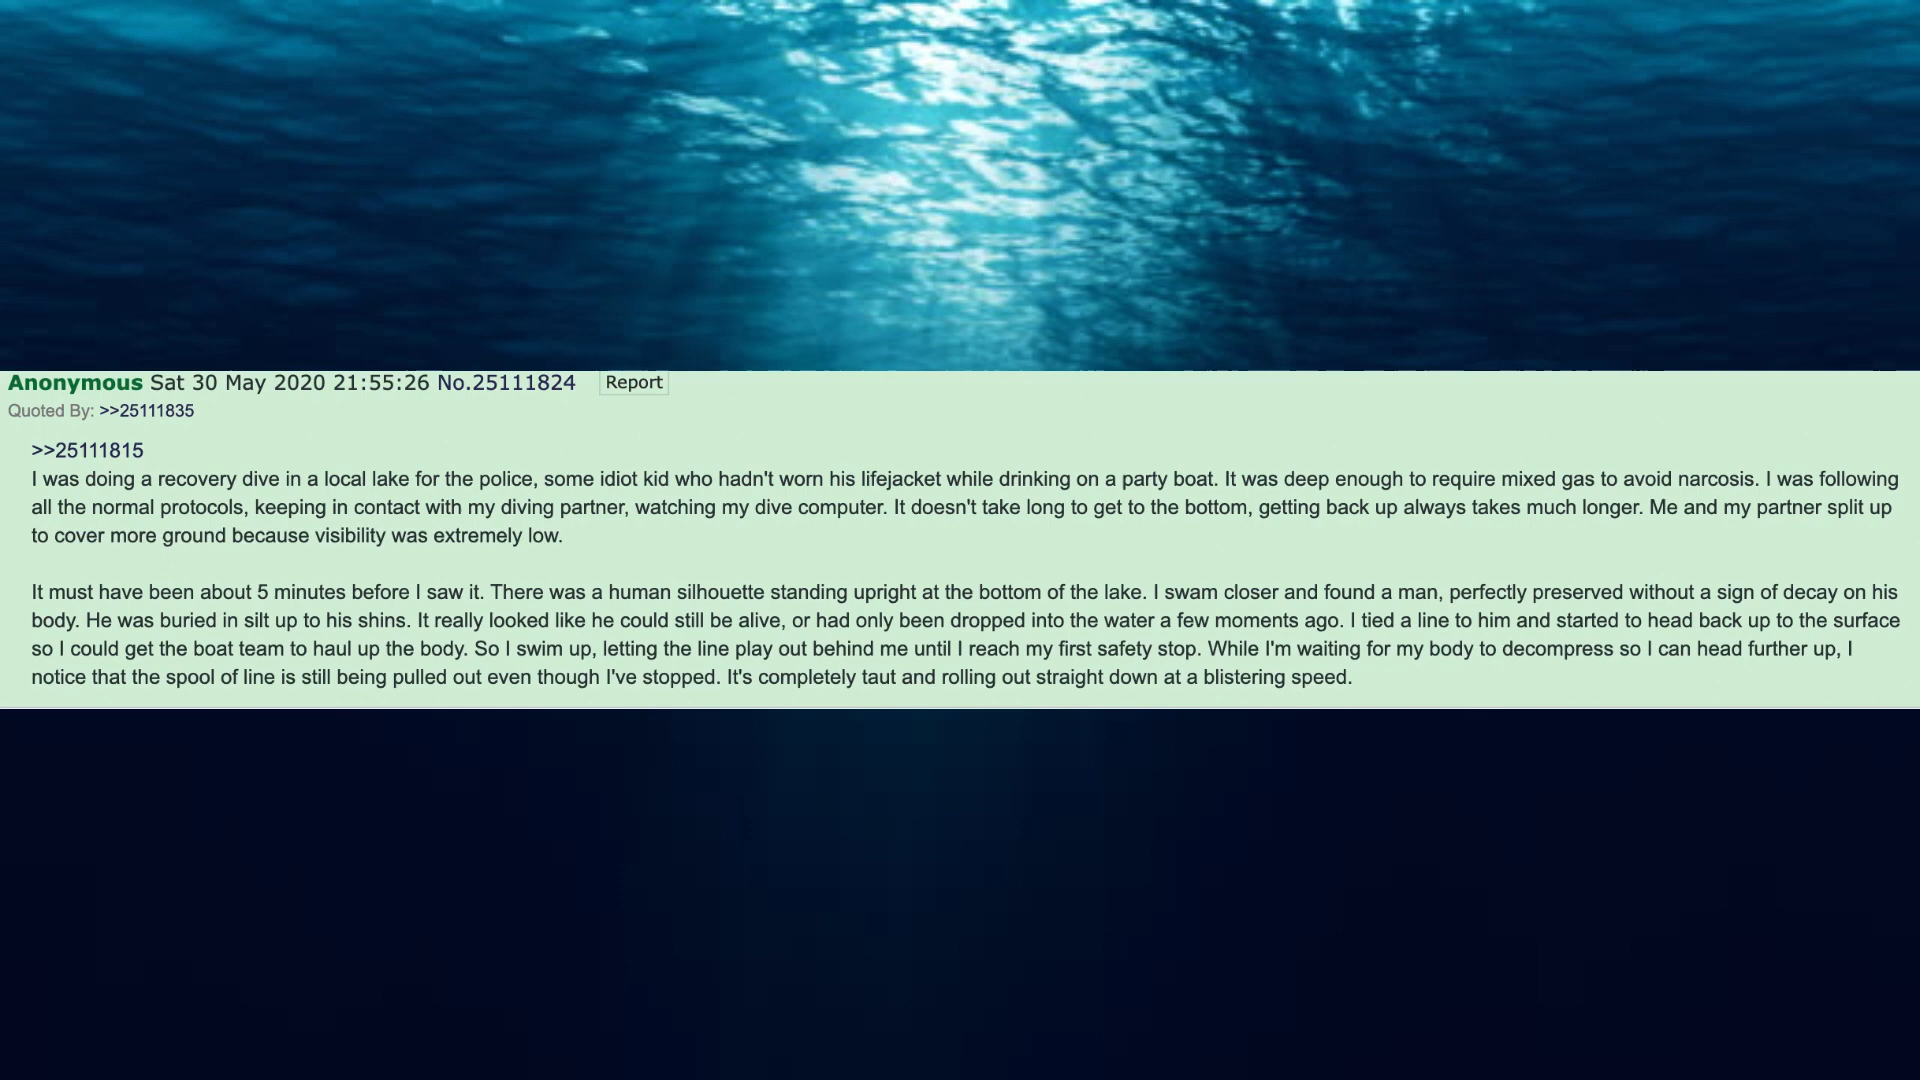 Anonymous Sat 30 May 2020 21:55:26 No.25111824 Report
Quoted By: >>25111835
>>25111815
I was doing a recovery dive in a local lake for the police, some idiot kid who hadn't worn his lifejacket while drinking on a party boat. It was deep enough to require mixed gas to avoid narcosis. I was following
all the normal protocols, keeping in contact with my diving partner, watching my dive computer. It doesn't take long to get to the bottom, getting back up always takes much longer. Me and my partner split up
to cover more ground because visibility was extremely low.
It must have been about 5 minutes before I saw it. There was a human silhouette standing upright at the bottom of the lake. I swam closer and found a man, perfectly preserved without a sign of decay on his
body. He was buried in silt up to his shins. It really looked like he could still be alive, or had only been dropped into the water a few moments ago. I tied a line to him and started to head back up to the surface
so I could get the boat team to haul up the body. So I swim up, letting the line play out behind me until I reach my first safety stop. While I'm waiting for my body to decompress so I can head further up, I
notice that the spool of line is still being pulled out even though I've stopped. It's completely taut and rolling out straight down at a blistering speed.